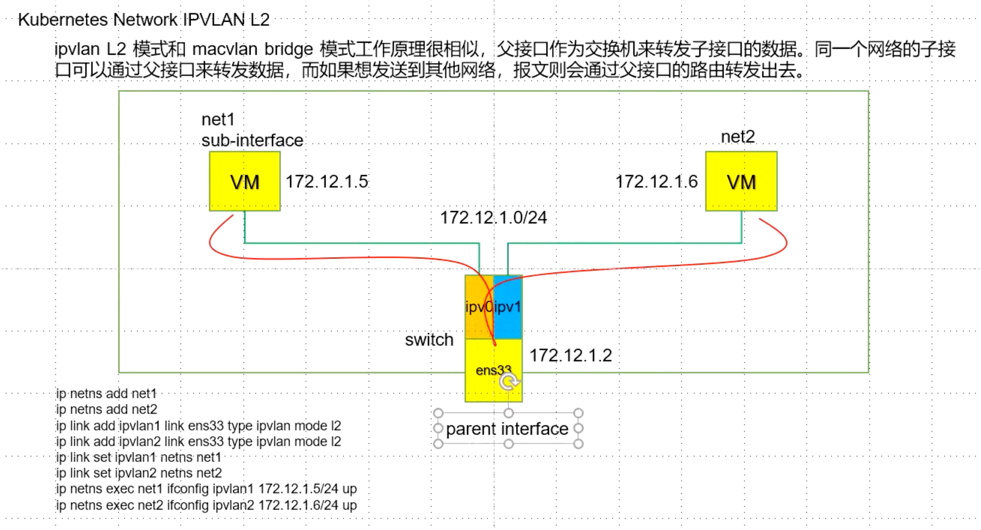 Kubernetes Network IPVLAN L2
ipvlan L2 模式和 macvlan bridge 模式工作原理很相似，父接口作为交换机来转发子接口的数据。同一个网络的子接
口可以通过父接口来转发数据，而如果想发送到其他网络，报文则会通过父接口的路由转发出去。
net1
sub-interface
net2
VM
172.12.1.5
172.12.1.6
VM
172.12.1.0/24
ipv0
ipv1
switch
172.12.1.2
ens33
parent interface
ip netns add net1
ip netns add net2
ip link add ipvlan1 link ens33 type ipvlan mode l2
ip link add ipvlan2 link ens33 type ipvlan mode l2
ip link set ipvlan1 netns net1
ip link set ipvlan2 netns net2
ip netns exec net1 ifconfig ipvlan1 172.12.1.5/24 up
ip netns exec net2 ifconfig ipvlan2 172.12.1.6/24 up